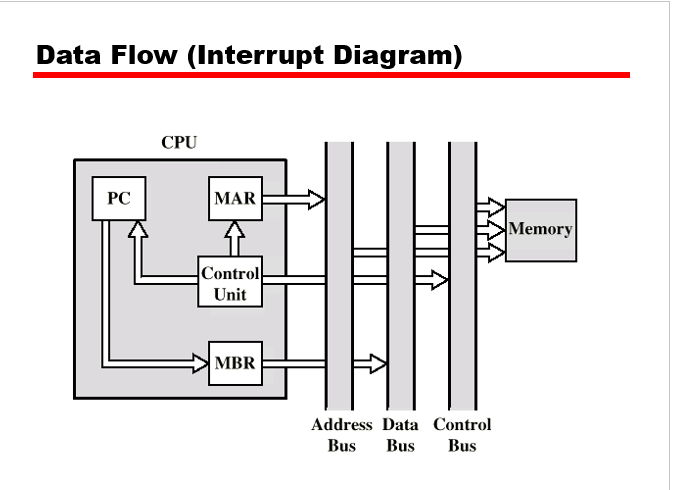 Data Flow (Interrupt Diagram)
CPU
PC
MAR
Memory
Control
Unit
MBR
Address Data Control
Bus Bus Bus